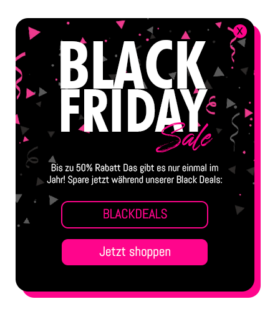 X
BLACK
FRIDAY
Sale
Bis zu 50% Rabatt Das gibt es nur einmal im
Jahr! Spare jetzt während unserer Black Deals:
BLACKDEALS
Jetzt shoppen